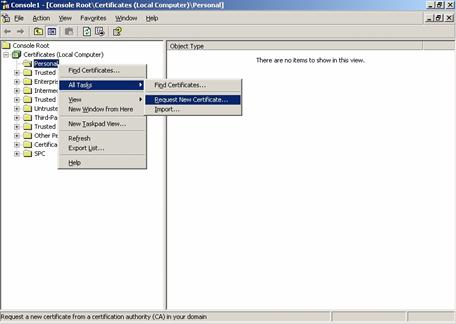 Console1 - [Console Root\Certificates (Local Computer)\Personal]
File Action View Favorites Window Help
Console Root
Certificates (Local Computer)
Personal
Trusted
Enterpri
Intermed
Trusted
Untruste
Third-Pa
Trusted
Other Pe
Certifica
SPC
Find Certificates...
All Tasks
View
New Window from Here
New Taskpad View...
Refresh
Export List...
Help
Find Certificates...
Request New Certificate...
Import...
Object Type
There are no items to show in this view.
Request a new certificate from a certification authority (CA) in your domain